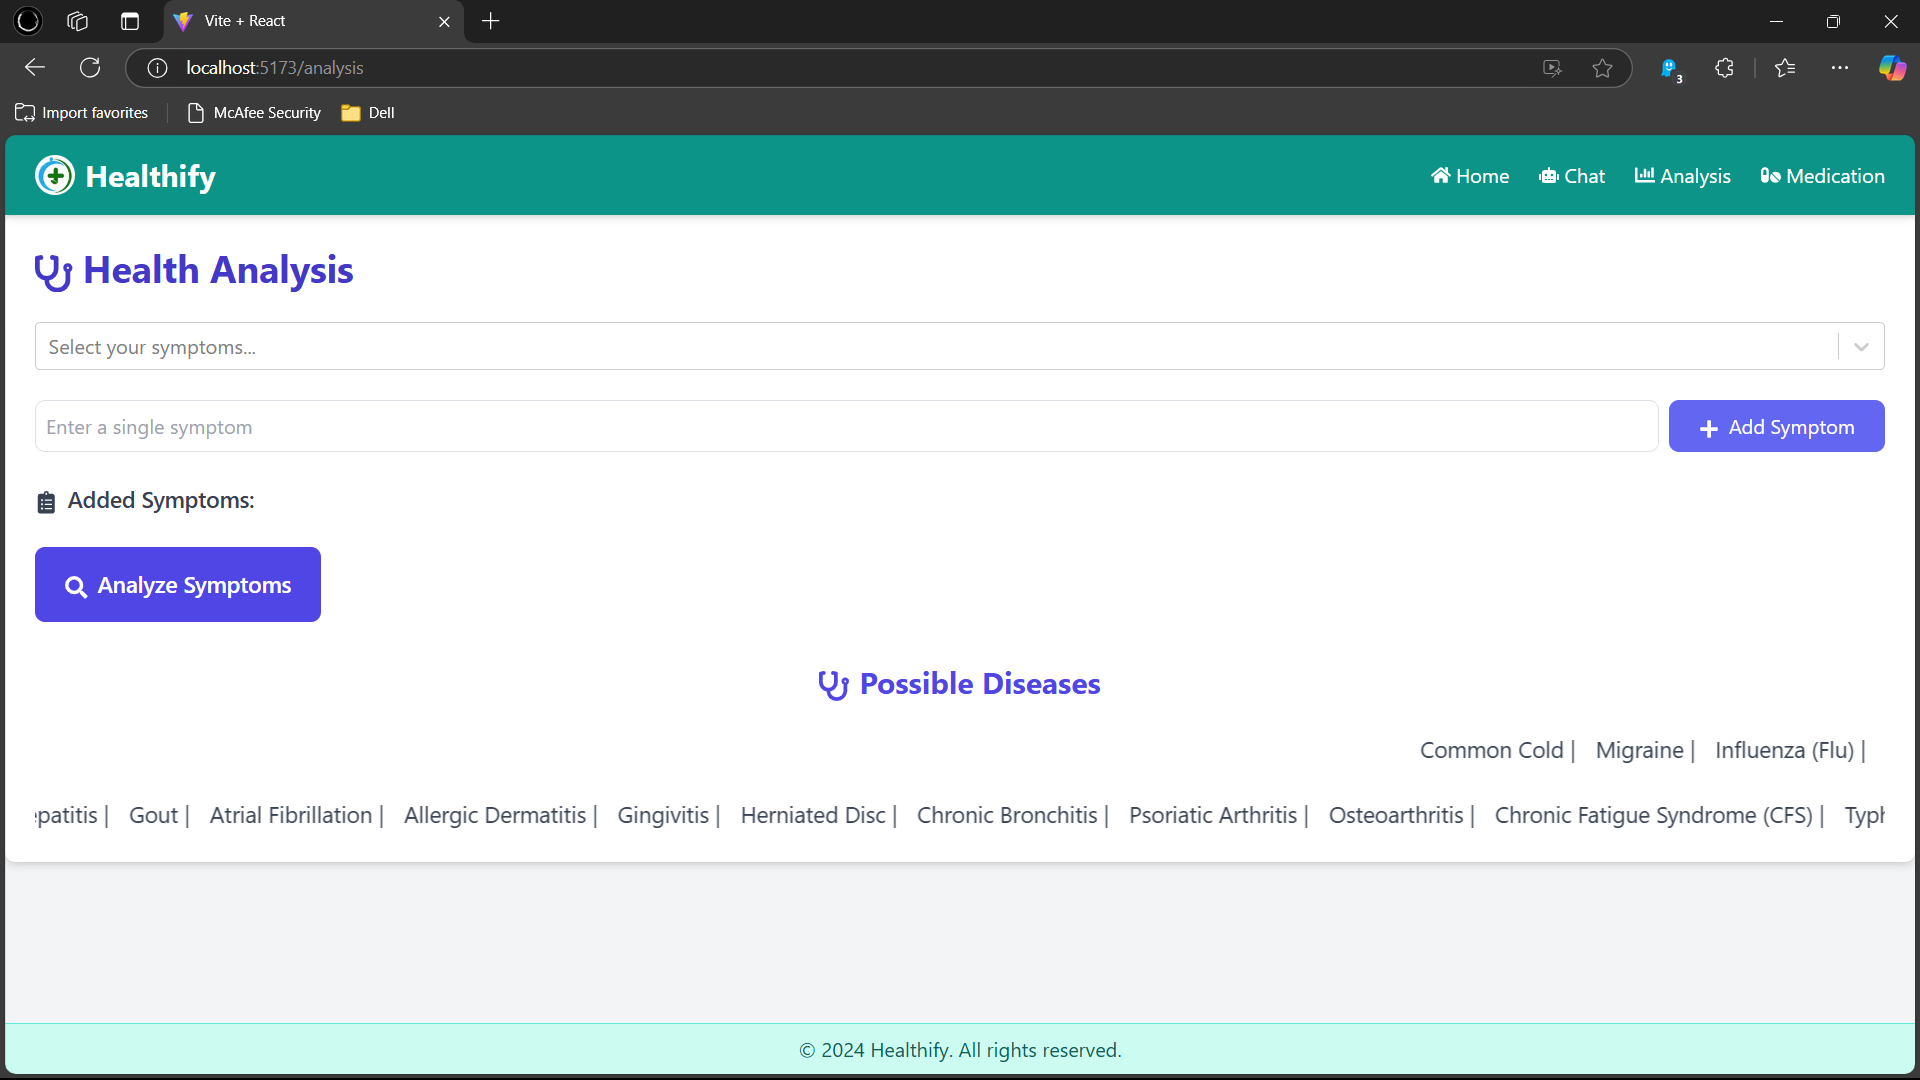 Vite + React
localhost:5173/analysis
3
Import favorites
McAfee Security
Dell
Healthify
Home
Chat
Analysis
Medication
Health Analysis
Select your symptoms...
Enter a single symptom
Add Symptom
Added Symptoms:
Analyze Symptoms
Possible Diseases
Common Cold | Migraine | Influenza (Flu) |
patitis | Gout | Atrial Fibrillation | Allergic Dermatitis | Gingivitis | Herniated Disc | Chronic Bronchitis | Psoriatic Arthritis | Osteoarthritis | Chronic Fatigue Syndrome (CFS) |
© 2024 Healthify. All rights reserved.